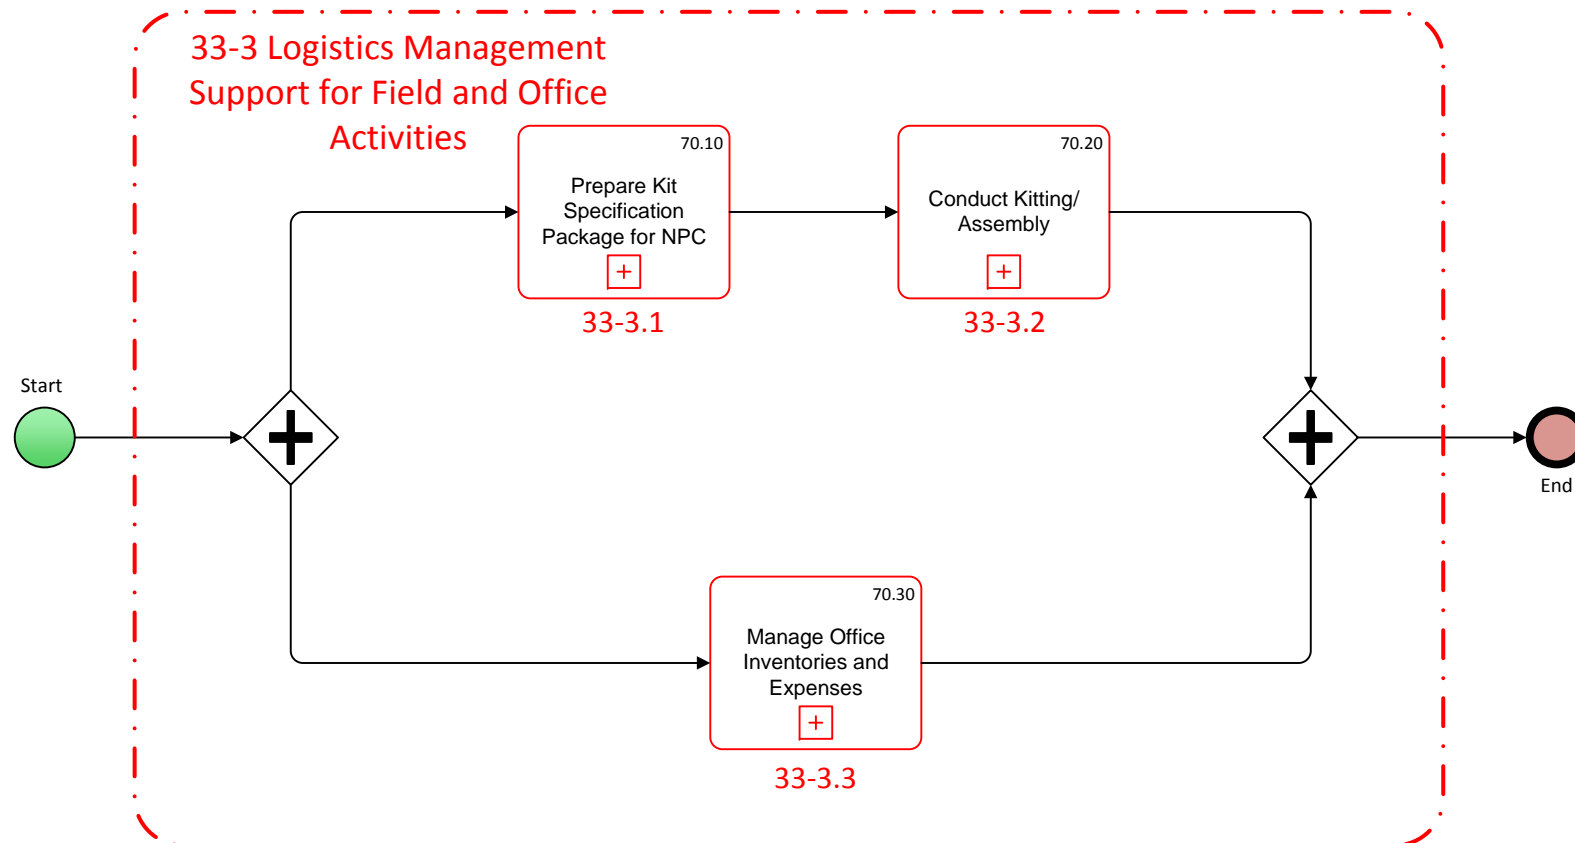 33-3 Logistics Management
Support for Field and Office
Activities
70.10
Prepare Kit
Specification
Package for NPC
33-3.1
70.20
Conduct Kitting/
Assembly
33-3.2
Start
End
70.30
Manage Office
Inventories and
Expenses
33-3.3